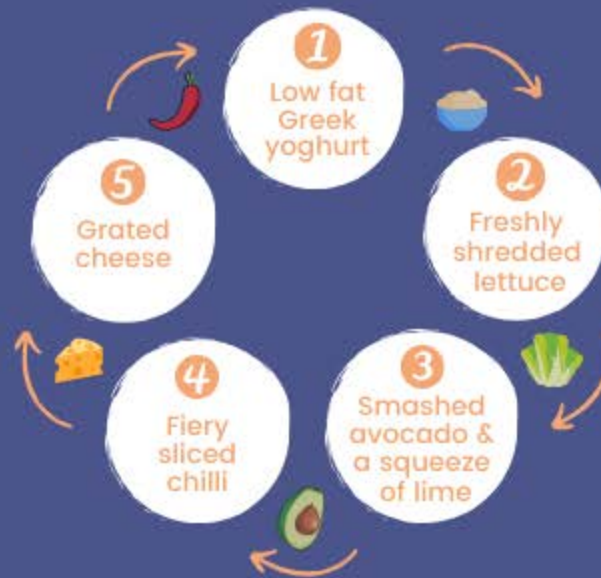 1
Low fat
Greek
yoghurt
2
Freshly
shredded
lettuce
3
Smashed
avocado &
a squeeze
of lime
4
Fiery
sliced
chilli
5
Grated
cheese